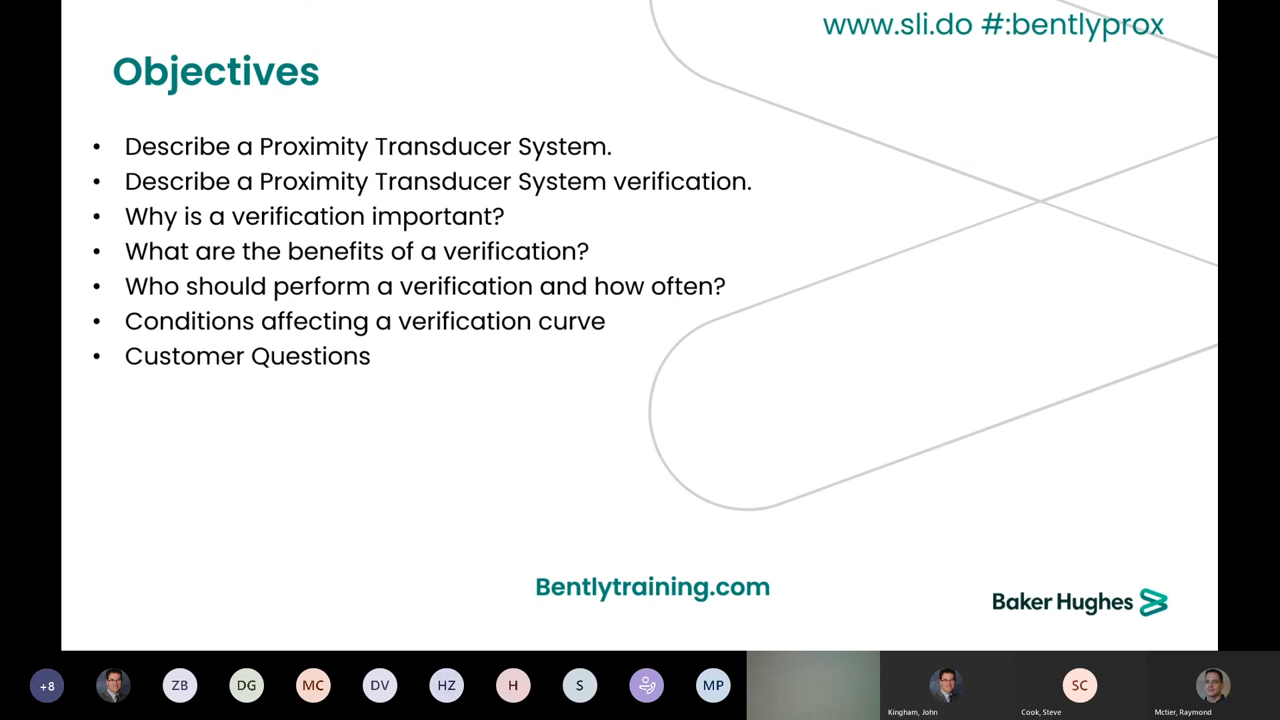 www.sli.do #:bentlyprox
Objectives
• Describe a Proximity Transducer System.
• Describe a Proximity Transducer System verification.
• Why is a verification important?
• What are the benefits of a verification?
• Who should perform a verification and how often?
• Conditions affecting a verification curve
• Customer Questions
Bentlytraining.com
Baker Hughes
+8
ZB
DG
MC
DV
HZ
H
S
MP
SC
Kingham, John
Cook, Steve
Mctier, Raymond